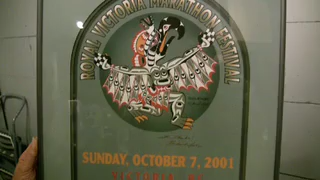 ROYAL VICTORIA MARATHON FESTIVAL
SUNDAY, OCTOBER 7, 2001